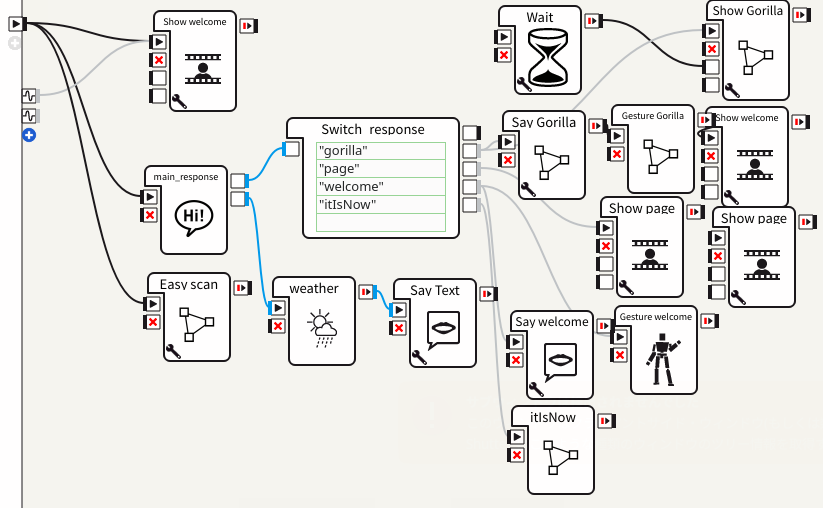 Show welcome
Wait
Show Gorilla
Switch response
"gorilla"
"page"
"welcome"
"itIsNow"
Say Gorilla
Gesture Gorilla
Show welcome
main_response
Hi!
Show page
Show page
Easy scan
weather
Say Text
Say welcome
Gesture welcome
itIsNow